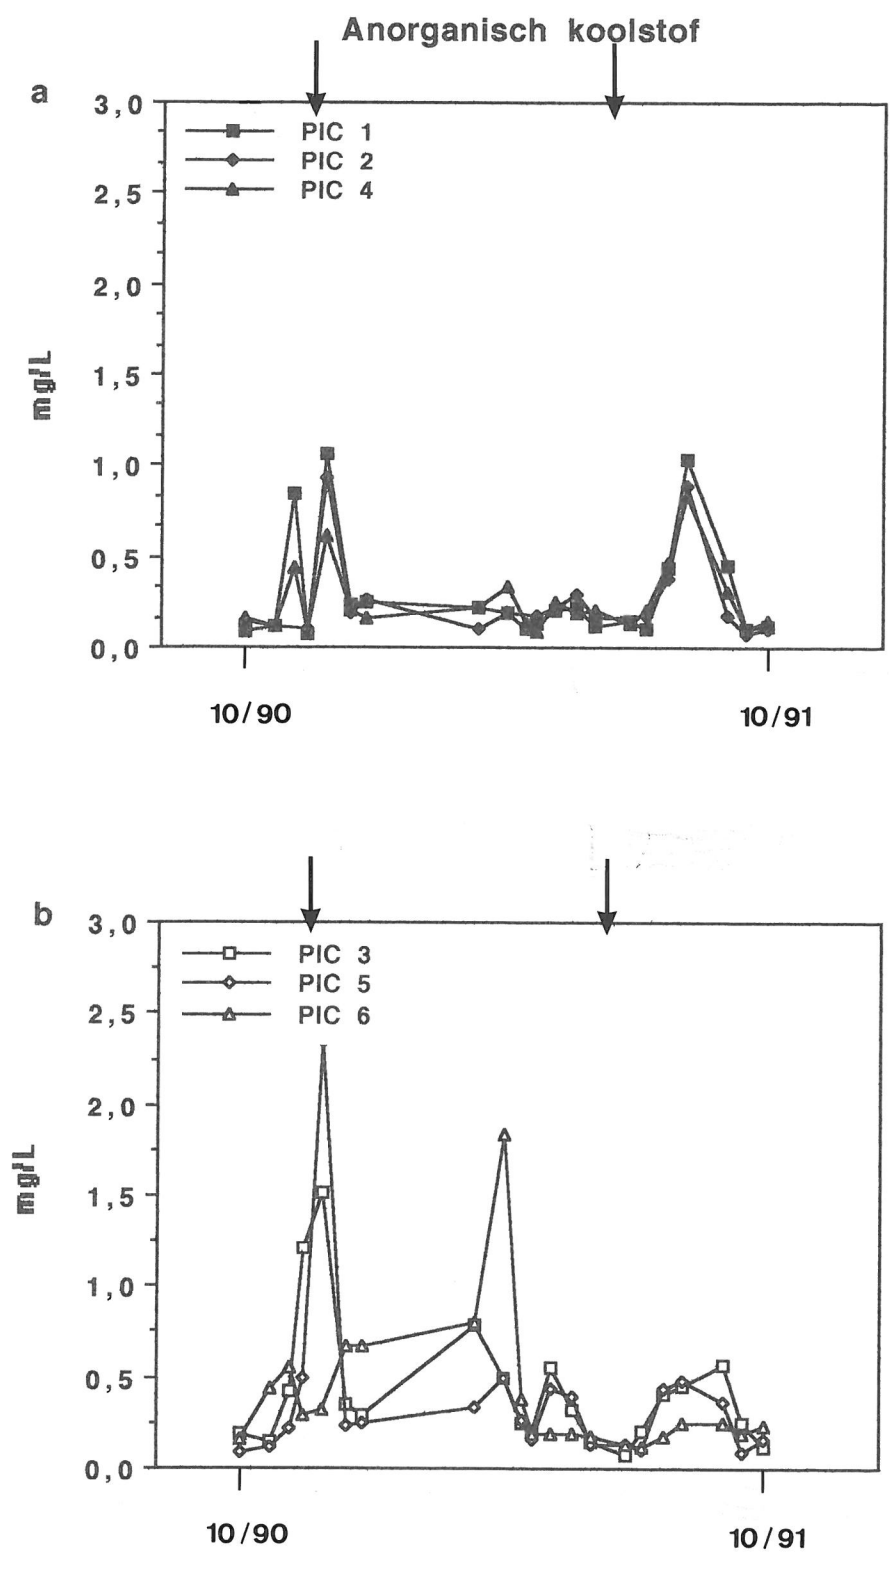 Anorganisch koolstof
a
3,0
PIC 1
PIC 2
PIC 4
2,5
2,0
mg/L
1,5
1,0
0,5
0,0
10/90
10/91
b
3,0
PIC 3
PIC 5
PIC 6
2,5
2,0
mg/L
1,5
1,0
0,5
0,0
10/90
10/91